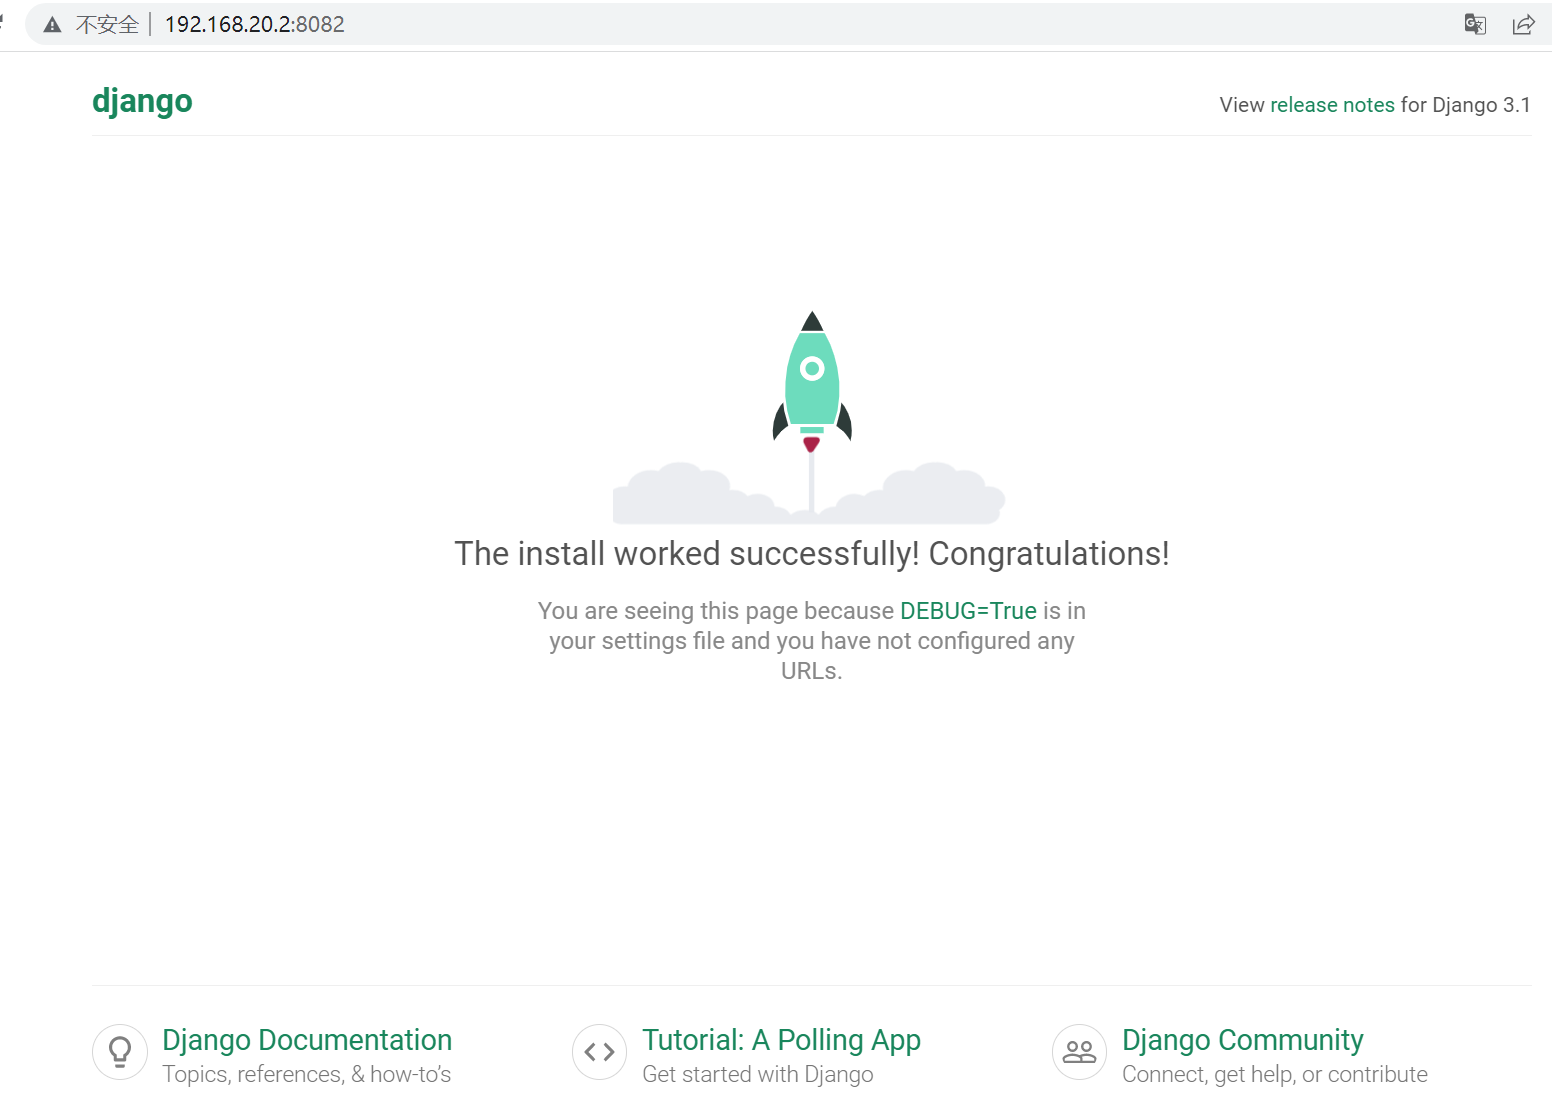 不安全 | 192.168.20.2:8082
django
View release notes for Django 3.1
The install worked successfully! Congratulations!
You are seeing this page because DEBUG=True is in
your settings file and you have not configured any
URLs.
Django Documentation
Topics, references, & how-to’s
Tutorial: A Polling App
Get started with Django
Django Community
Connect, get help, or contribute